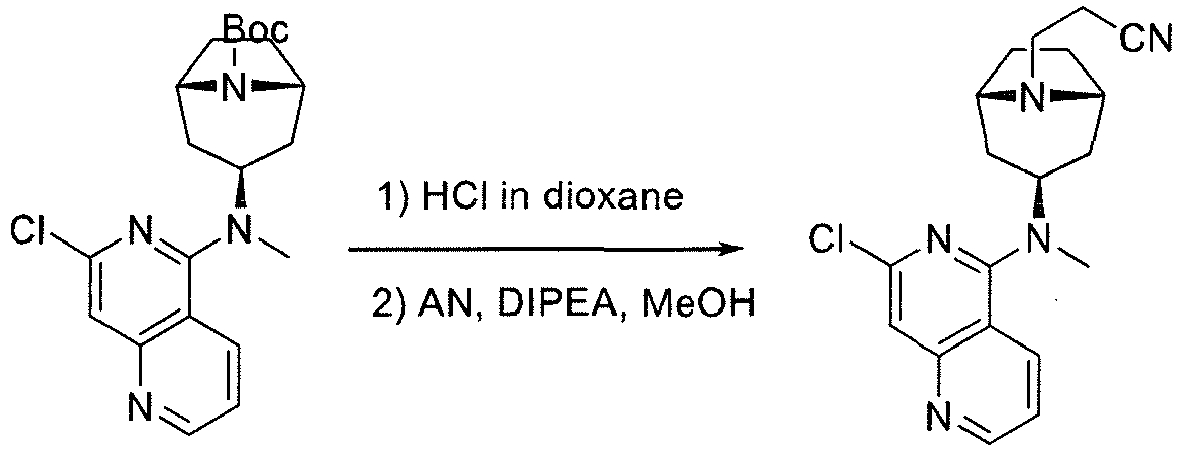 Boc
N
N
Cl
N
N
1) HCl in dioxane
2) AN, DIPEA, MeOH
CN
N
N
Cl
N
N